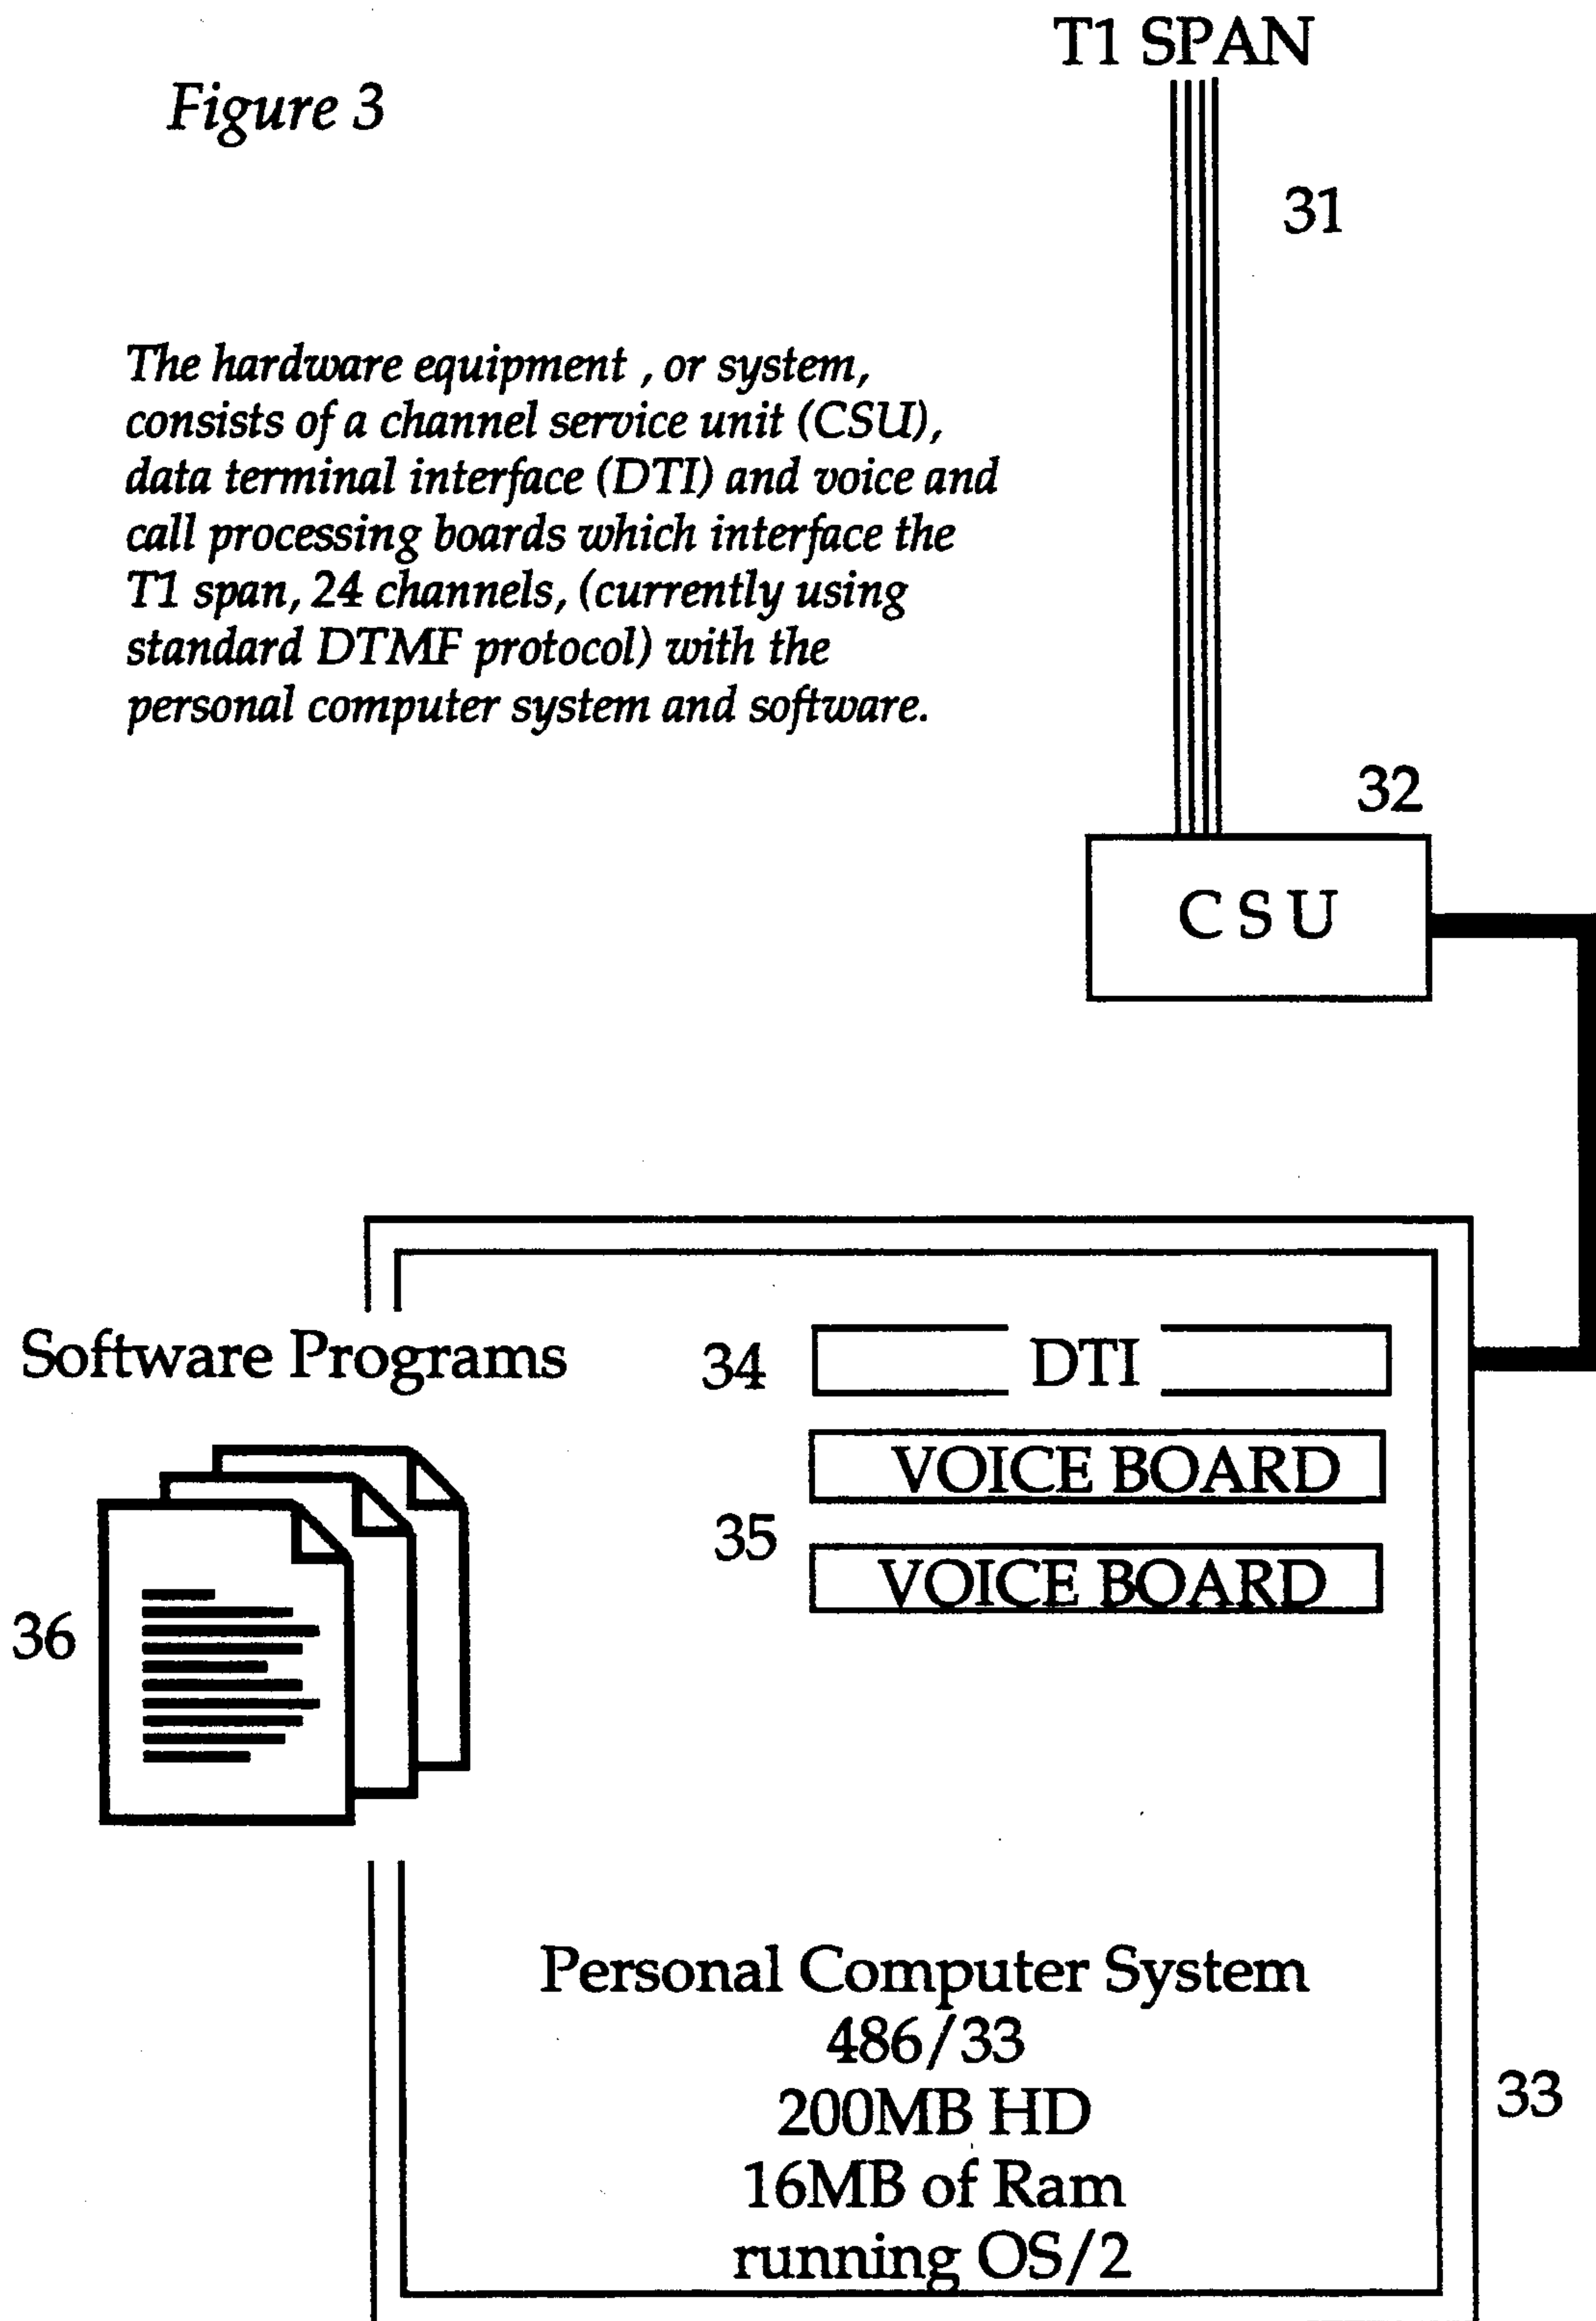 T1 SPAN
Figure 3
31
The hardware equipment , or system,
consists of a channel service unit (CSU),
data terminal interface (DTI) and voice and
call processing boards which interface the
T1 span, 24 channels, (currently using
standard DTMF protocol) with the
personal computer system and software.
32
CSU
Software Programs
34
DTI
VOICE BOARD
35
VOICE BOARD
36
Personal Computer System
486/33
200MB HD
33
16MB of Ram
running OS/2